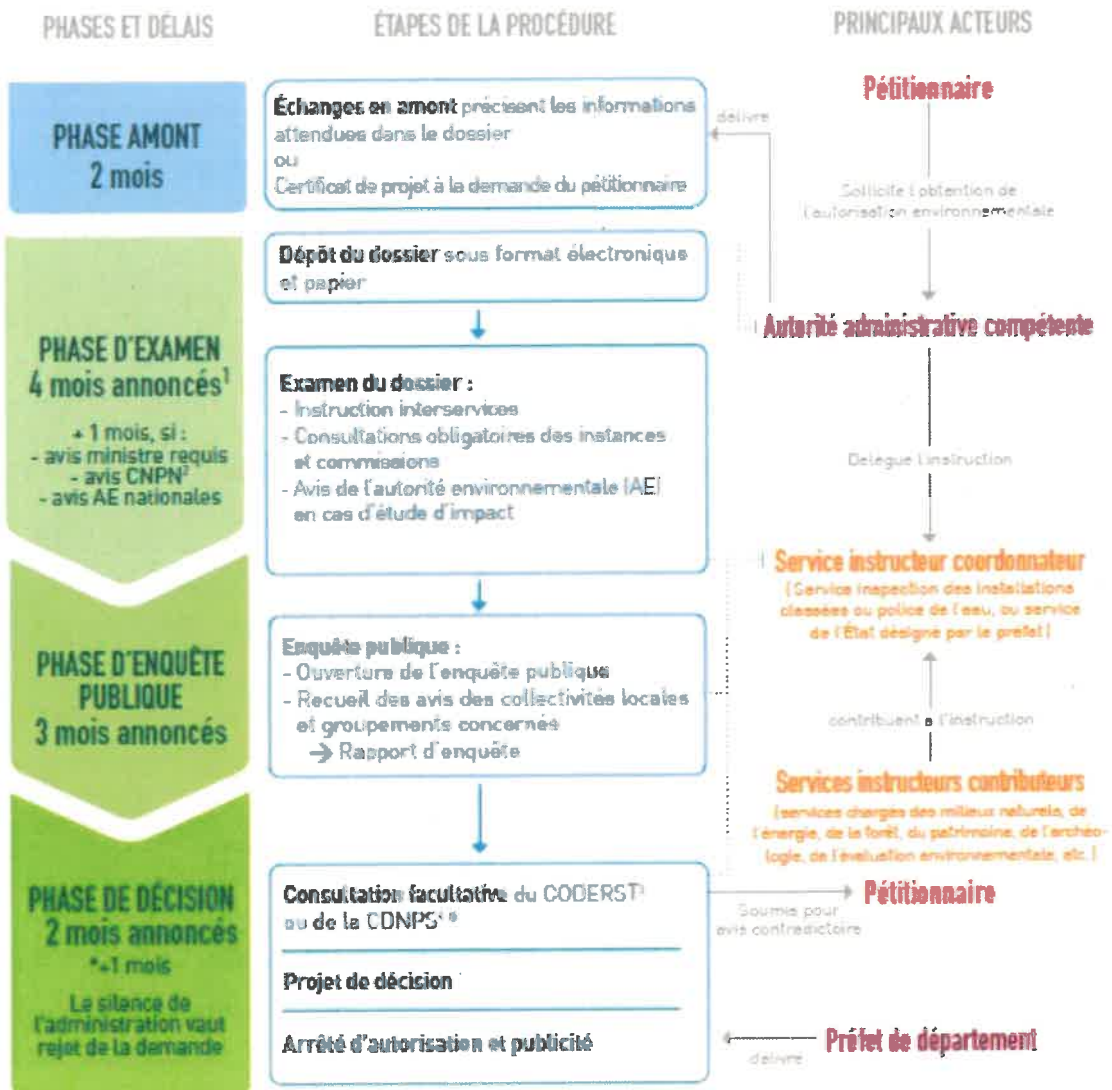 PHASES ET DÉLAIS
ÉTAPES DE LA PROCÉDURE
PRINCIPAUX ACTEURS
PHASE AMONT
2 mois
Échanges en amont précisent les informations
attendues dans le dossier
ou
Certificat de projet à la demande du pétitionnaire
délivre
Pétitionnaire
Sollicite l'obtention de
l'autorisation environnementale
Dépôt du dossier sous format électronique
et papier
Autorité administrative compétente
PHASE D'EXAMEN
4 mois annoncés¹
+ 1 mois, si :
- avis ministre requis
- avis CNPN²
- avis AE nationales
Examen du dossier :
- Instruction interservices
- Consultations obligatoires des instances
et commissions
- Avis de l'autorité environnementale (AE)
en cas d'étude d'impact
Délègue l'instruction
Service instructeur coordonnateur
(Service inspection des installations
classées ou police de l'eau, ou service
de l'État désigné par le préfet)
PHASE D'ENQUÊTE
PUBLIQUE
3 mois annoncés
Enquête publique :
- Ouverture de l'enquête publique
- Recueil des avis des collectivités locales
et groupements concernés
→ Rapport d'enquête
contribuent à l'instruction
Services instructeurs contributeurs
(services chargés des milieux naturels, de
l'énergie, de la forêt, du patrimoine, de l'archéo-
logie, de l'évaluation environnementale, etc.)
PHASE DE DÉCISION
2 mois annoncés
*+1 mois
Le silence de
l'administration vaut
rejet de la demande
Consultation facultative du CODERST³
ou de la CDNPS⁴ *
Projet de décision
Arrêté d'autorisation et publicité
Soumis pour
avis contradictoire
Pétitionnaire
délivre
Préfet de département